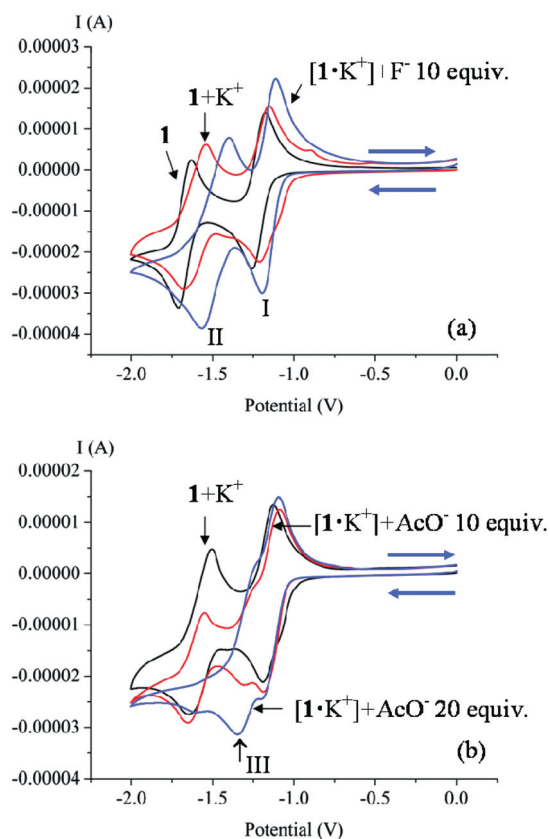 I (A)
0.00003
0.00002
0.00001
0.00000
-0.00001
-0.00002
-0.00003
-0.00004
1
1+K⁺
[1•K⁺]+F⁻ 10 equiv.
I
II
(a)
-2.0 -1.5 -1.0 -0.5 0.0
Potential (V)
I (A)
0.00002
0.00001
0.00000
-0.00001
-0.00002
-0.00003
-0.00004
1+K⁺
[1•K⁺]+AcO⁻ 10 equiv.
[1•K⁺]+AcO⁻ 20 equiv.
III
(b)
-2.0 -1.5 -1.0 -0.5 0.0
Potential (V)